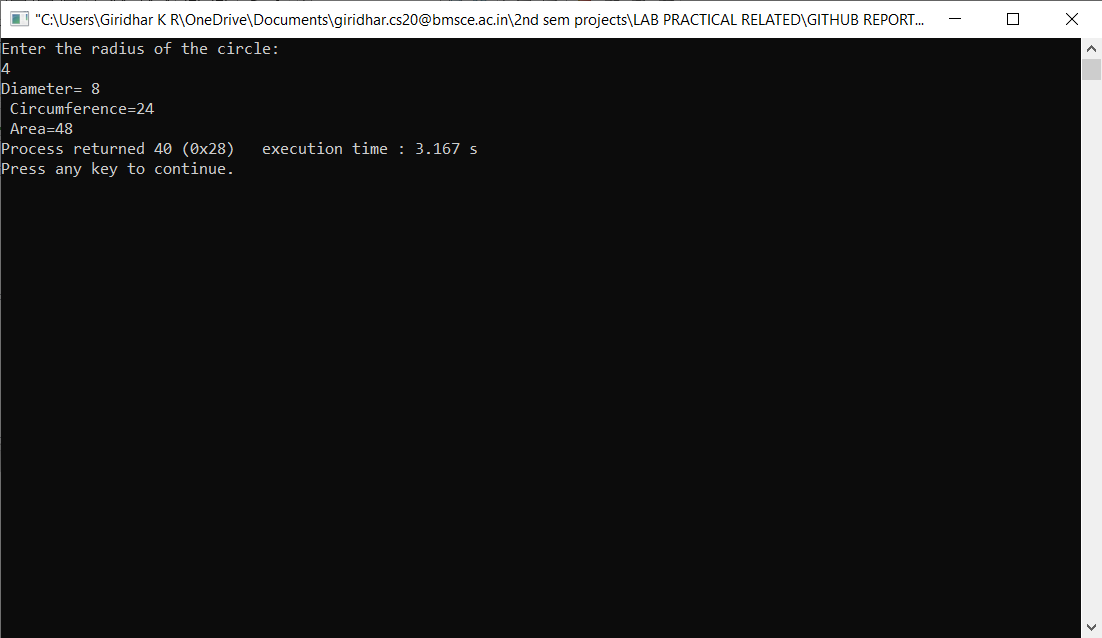 "C:\Users\Giridhar K R\OneDrive\Documents\giridhar.cs20@bmsce.ac.in\2nd sem projects\LAB PRACTICAL RELATED\GITHUB REPORT...
Enter the radius of the circle:
4
Diameter= 8
 Circumference=24
 Area=48
Process returned 40 (0x28)   execution time : 3.167 s
Press any key to continue.